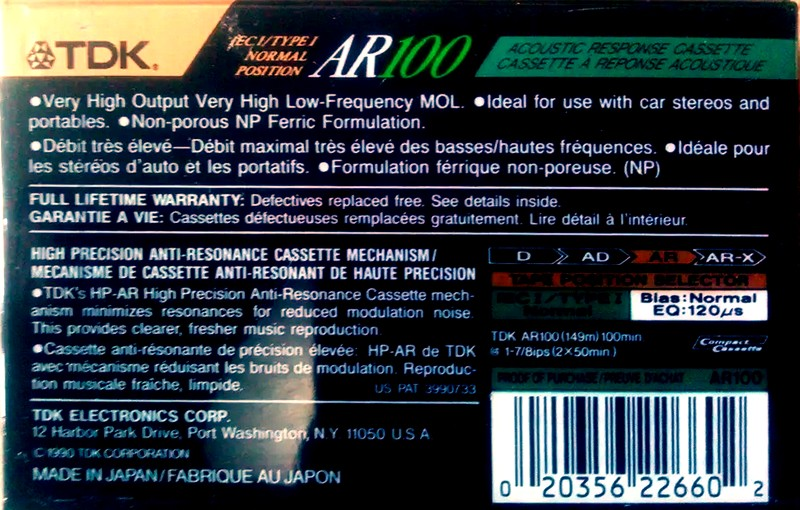 TDK.
IEC I/TYPE I
NORMAL
POSITION
AR100
ACOUSTIC RESPONSE CASSETTE
CASSETTE À RÉPONSE ACOUSTIQUE
●Very High Output Very High Low-Frequency MOL. ●Ideal for use with car stereos and
portables. ●Non-porous NP Ferric Formulation.
●Débit très élevé—Débit maximal très élevé des basses/hautes fréquences. ●Idéale pour
les stéréos d'auto et les portatifs. ●Formulation férrique non-poreuse. (NP)
FULL LIFETIME WARRANTY: Defectives replaced free. See details inside.
GARANTIE A VIE: Cassettes défectueuses remplacées gratuitement. Lire détail à l'intérieur.
HIGH PRECISION ANTI-RESONANCE CASSETTE MECHANISM/
MECANISME DE CASSETTE ANTI-RESONANT DE HAUTE PRECISION
●TDK's HP-AR High Precision Anti-Resonance Cassette mech-
anism minimizes resonances for reduced modulation noise.
This provides clearer, fresher music reproduction.
●Cassette anti-résonante de précision élevée: HP-AR de TDK
avec mécanisme réduisant les bruits de modulation. Reproduc-
tion musicale fraîche, limpide.
US PAT 3990733
TDK ELECTRONICS CORP.
12 Harbor Park Drive, Port Washington, N.Y. 11050 U.S.A.
© 1990 TDK CORPORATION
MADE IN JAPAN/FABRIQUE AU JAPON
D AD AR AR-X
TAPE POSITION SELECTOR
IEC I/TYPE I
Normal
Bias:Normal
EQ:120µs
TDK AR100(149m)100min
1-7/8ips(2×50min)
Compact
Cassette
PROOF OF PURCHASE/PREUVE D'ACHAT AR100
0 20356 22660 2